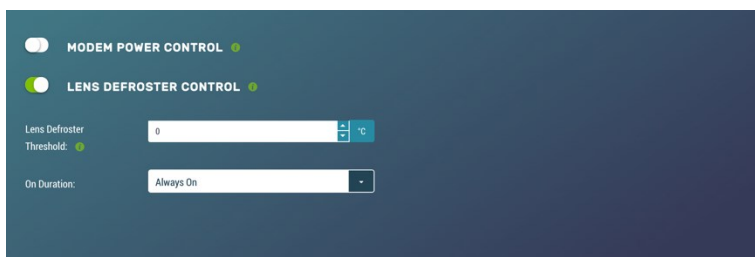 MODEM POWER CONTROL i
LENS DEFROSTER CONTROL i
Lens Defroster
Threshold: i
0
°C
On Duration:
Always On